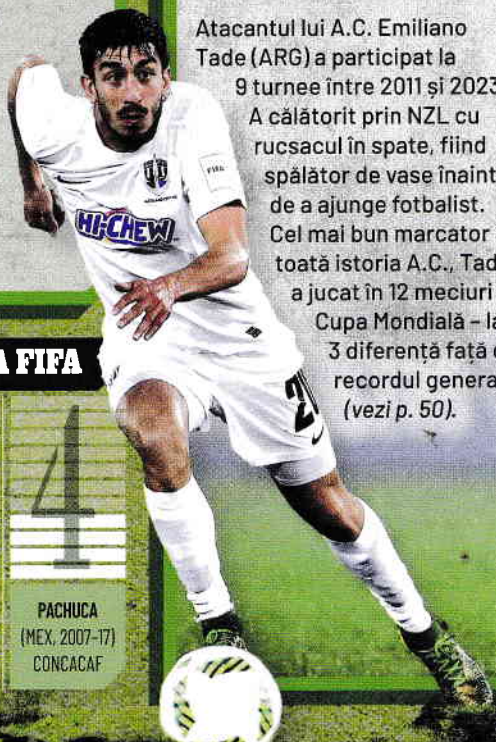 Atacantul lui A.C. Emiliano
Tade (ARG) a participat la
9 turnee între 2011 și 2023
A călătorit prin NZL cu
rucsacul în spate, fiind
spălător de vase înaint
de a ajunge fotbalist.
Cel mai bun marcator
toată istoria A.C., Tad
a jucat în 12 meciuri
Cupa Mondială – la
3 diferență față
recordul genera
(vezi p. 50).
FIFA
HI-CHEW
A FIFA
4
PACHUCA
(MEX, 2007–17)
CONCACAF